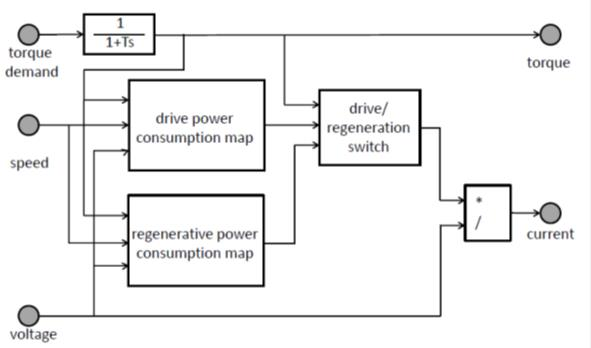 torque
demand
1
1+Ts
torque
speed
drive power
consumption map
drive/
regeneration
switch
regenerative power
consumption map
*
/
current
voltage